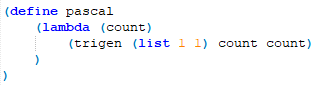 (define pascal
(lambda (count)
(trigen (list 1 1) count count)
)
)